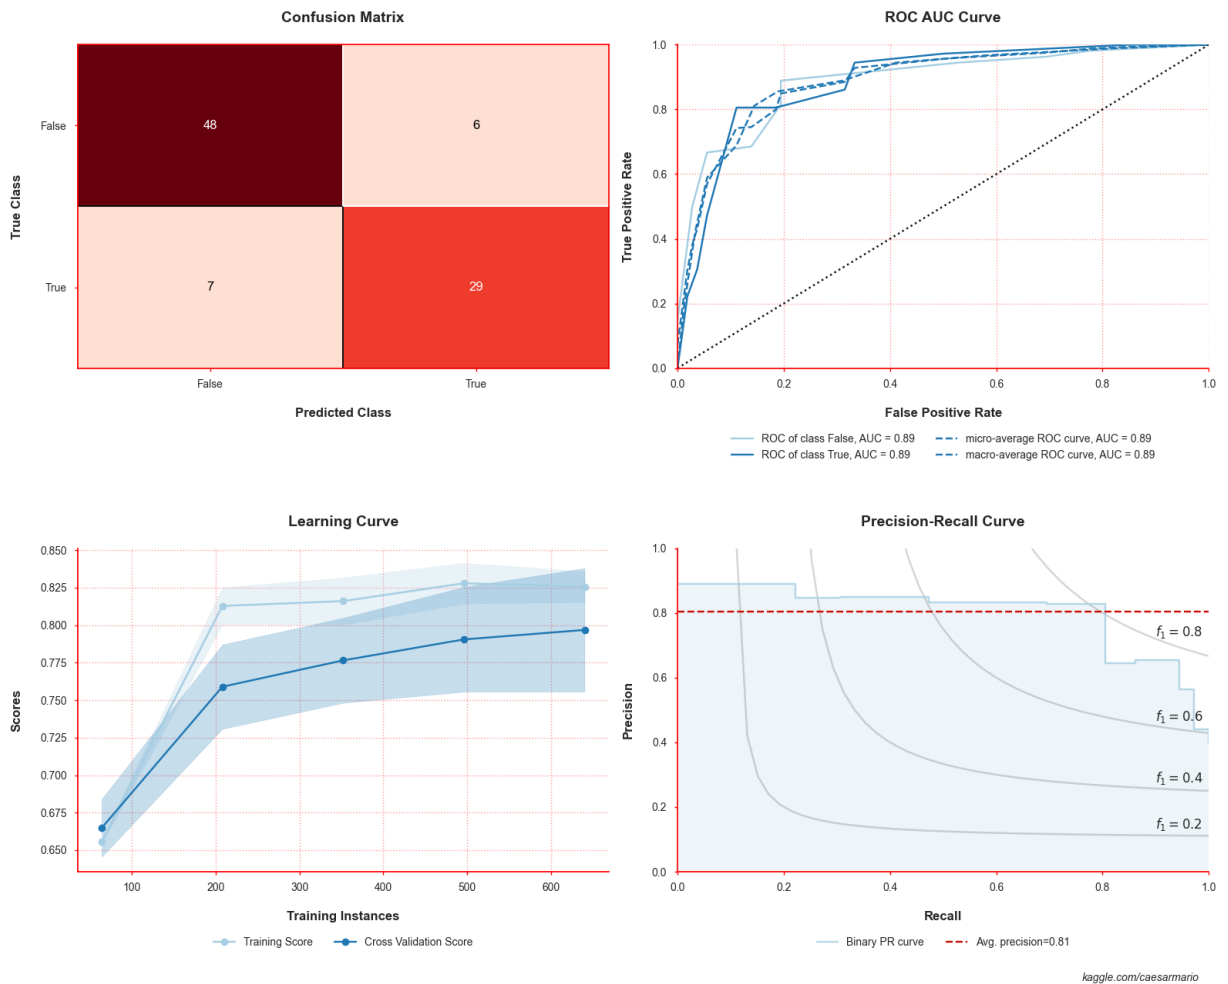 Confusion Matrix
True Class
False
True
48
6
7
29
False
True
Predicted Class
ROC AUC Curve
True Positive Rate
1.0
0.8
0.6
0.4
0.2
0.0
0.0
0.2
0.4
0.6
0.8
1.0
False Positive Rate
ROC of class False, AUC = 0.89
ROC of class True, AUC = 0.89
micro-average ROC curve, AUC = 0.89
macro-average ROC curve, AUC = 0.89
Learning Curve
Scores
0.850
0.825
0.800
0.775
0.750
0.725
0.700
0.675
0.650
100
200
300
400
500
600
Training Instances
Training Score
Cross Validation Score
Precision-Recall Curve
Precision
1.0
0.8
0.6
0.4
0.2
0.0
f₁ = 0.8
f₁ = 0.6
f₁ = 0.4
f₁ = 0.2
0.0
0.2
0.4
0.6
0.8
1.0
Recall
Binary PR curve
Avg. precision=0.81
kaggle.com/caesarmario